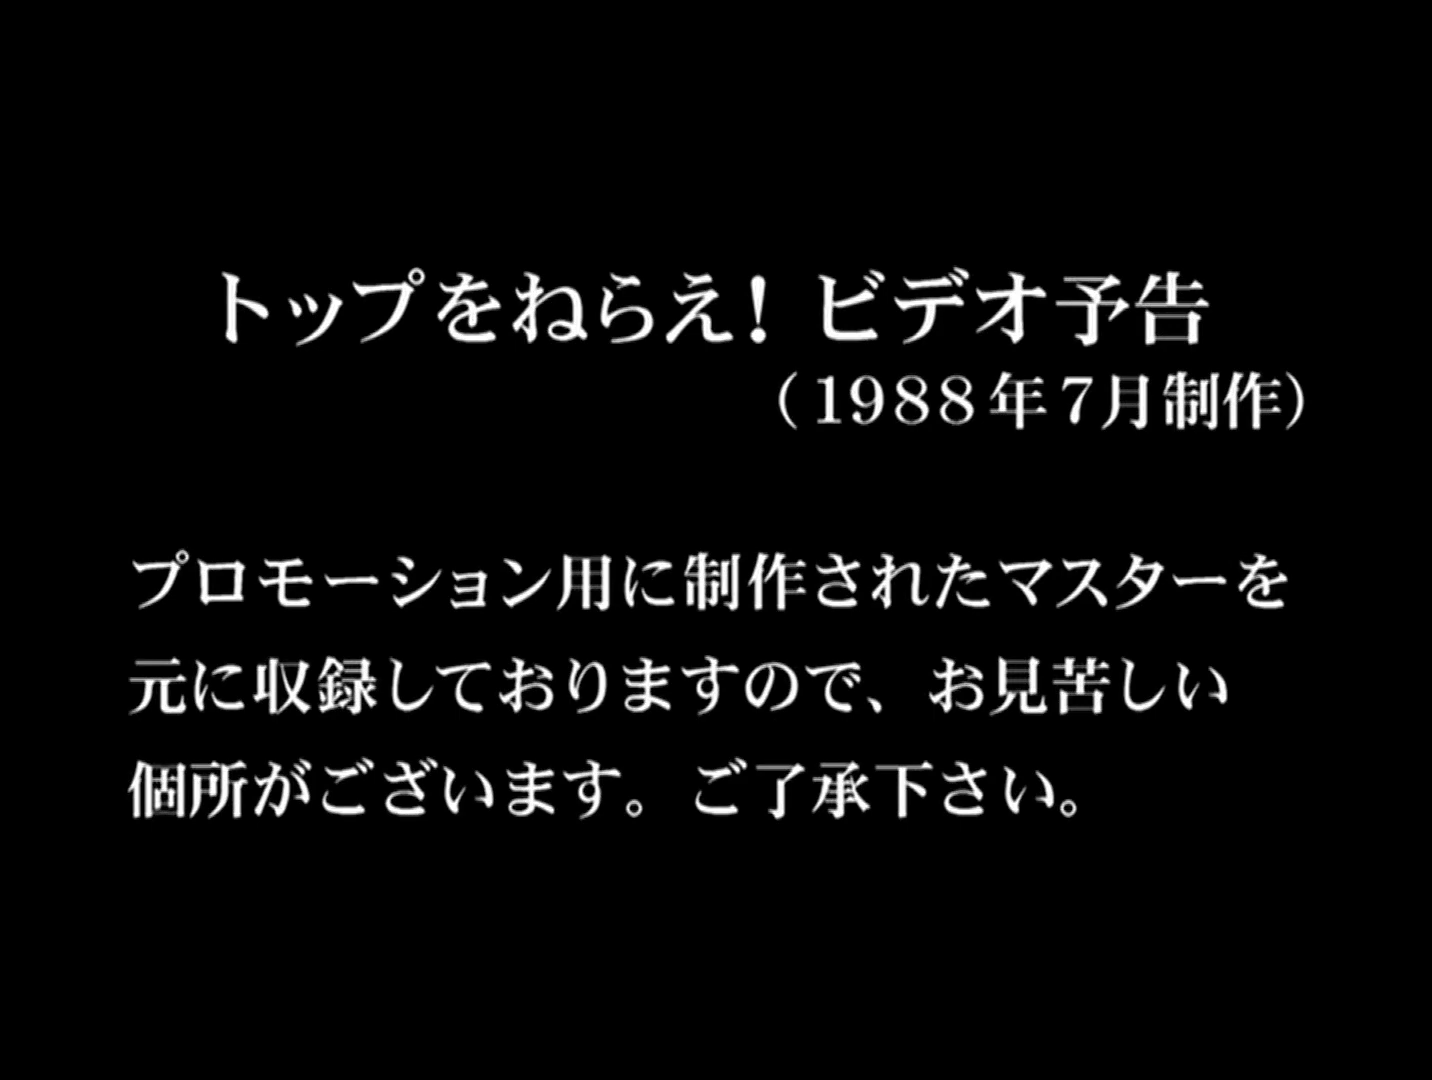 トップをねらえ！ ビデオ予告
（1988年7月制作）
プロモーション用に制作されたマスターを
元に収録しておりますので、お見苦しい
個所がございます。ご了承下さい。